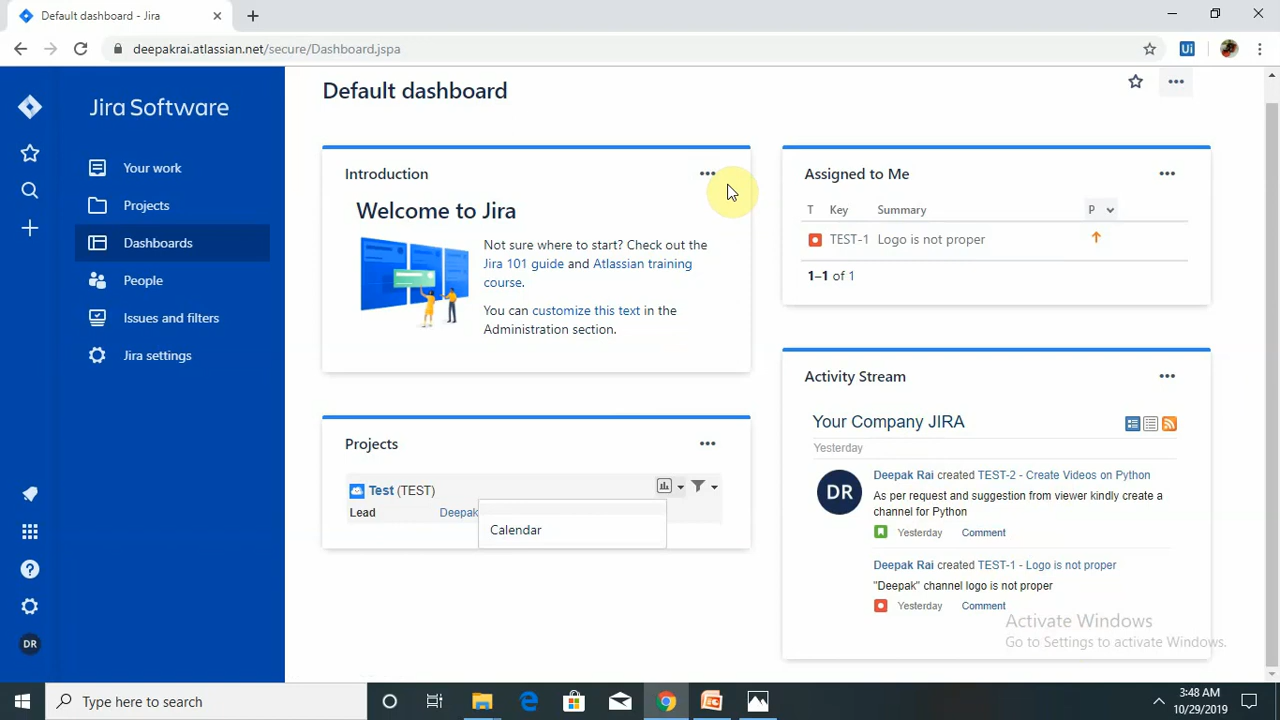 Default dashboard - Jira
deepakrai.atlassian.net/secure/Dashboard.jspa
Ui
Jira Software
Your work
Projects
Dashboards
People
Issues and filters
Jira settings
DR
Default dashboard
Introduction
Welcome to Jira
Not sure where to start? Check out the
Jira 101 guide and Atlassian training
course.
You can customize this text in the
Administration section.
Projects
Test (TEST)
Lead Deepak
Calendar
Assigned to Me
T Key Summary P
TEST-1 Logo is not proper
1–1 of 1
Activity Stream
Your Company JIRA
Yesterday
DR
Deepak Rai created TEST-2 - Create Videos on Python
As per request and suggestion from viewer kindly create a
channel for Python
Yesterday Comment
Deepak Rai created TEST-1 - Logo is not proper
"Deepak" channel logo is not proper
Yesterday Comment
Activate Windows
Go to Settings to activate Windows.
Type here to search
3:48 AM
10/29/2019